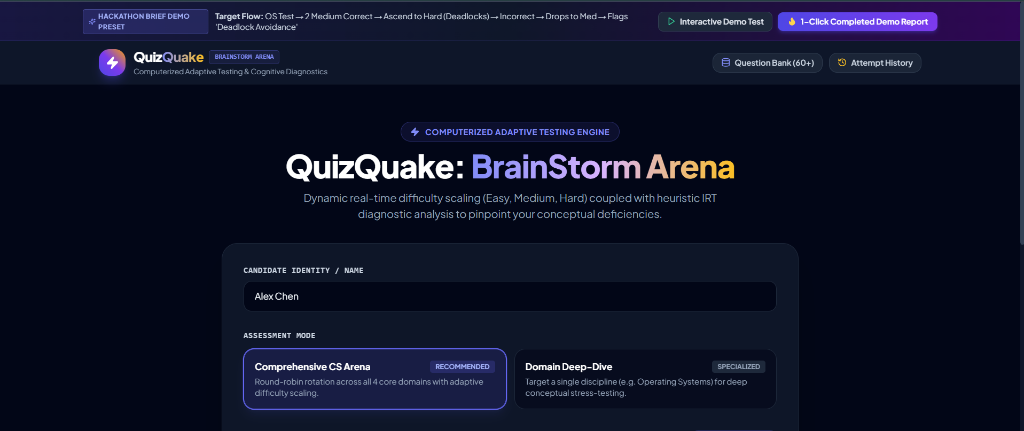 HACKATHON BRIEF DEMO
PRESET
Target Flow: OS Test → 2 Medium Correct → Ascend to Hard (Deadlocks) → Incorrect → Drops to Med → Flags
'Deadlock Avoidance'
Interactive Demo Test
1-Click Completed Demo Report
QuizQuake
BRAINSTORM ARENA
Computerized Adaptive Testing & Cognitive Diagnostics
Question Bank (60+)
Attempt History
COMPUTERIZED ADAPTIVE TESTING ENGINE
QuizQuake: BrainStorm Arena
Dynamic real-time difficulty scaling (Easy, Medium, Hard) coupled with heuristic IRT
diagnostic analysis to pinpoint your conceptual deficiencies.
CANDIDATE IDENTITY / NAME
Alex Chen
ASSESSMENT MODE
Comprehensive CS Arena
RECOMMENDED
Round-robin rotation across all 4 core domains with adaptive
difficulty scaling.
Domain Deep-Dive
SPECIALIZED
Target a single discipline (e.g. Operating Systems) for deep
conceptual stress-testing.